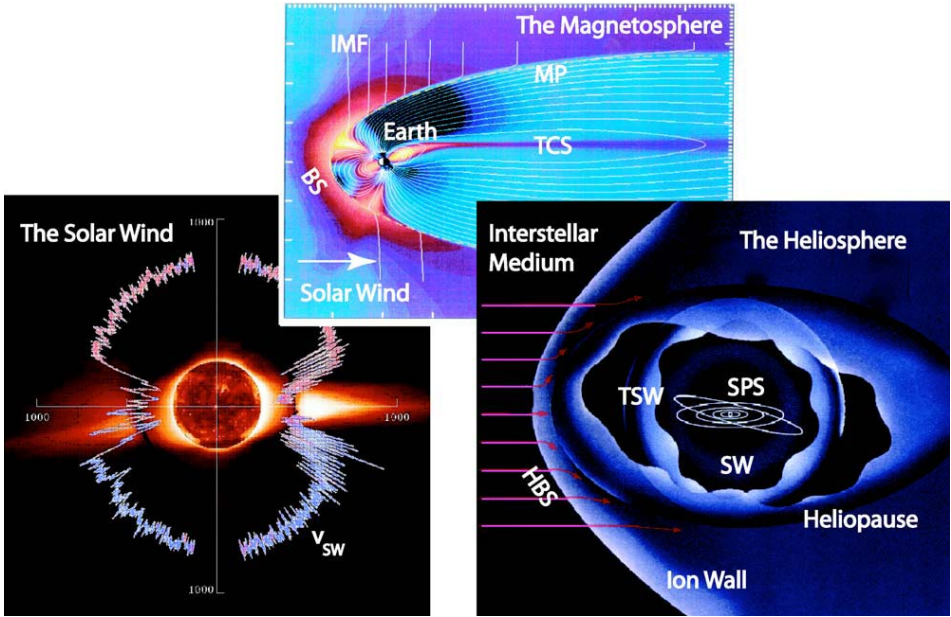 The Magnetosphere
IMF
MP
Earth
TCS
BS
Solar Wind
The Solar Wind
1000
1000
1000
1000
V_SW
Interstellar
Medium
The Heliosphere
TSW
SPS
SW
HBS
Heliopause
Ion Wall